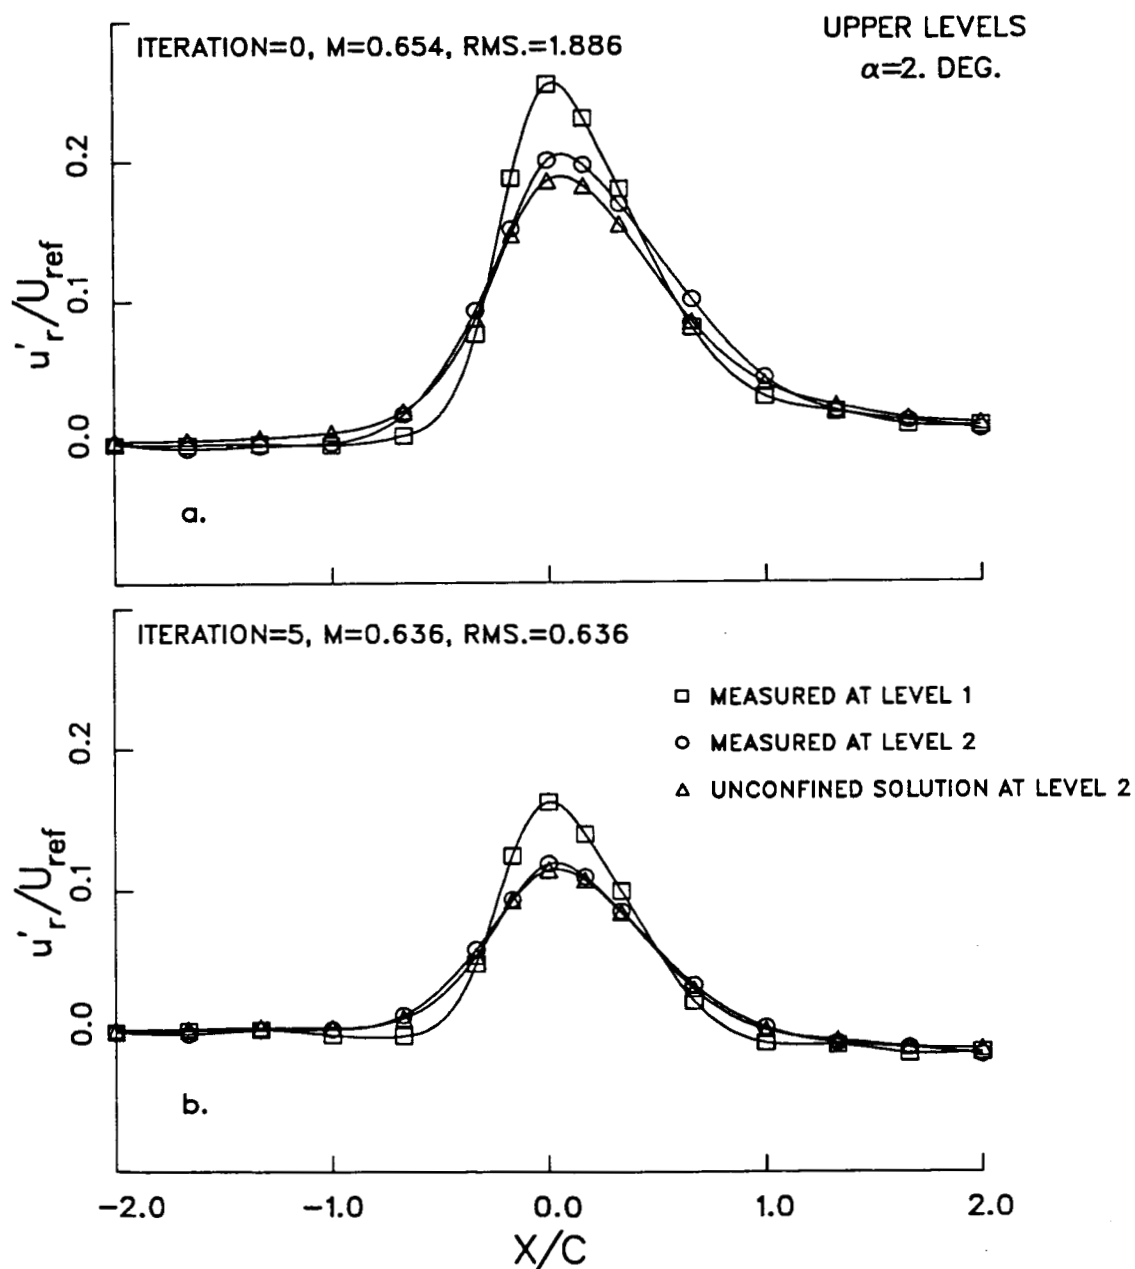 UPPER LEVELS
α=2. DEG.
ITERATION=0, M=0.654, RMS.=1.886
0.2
0.1
0.0
u'r/Uref
a.
ITERATION=5, M=0.636, RMS.=0.636
MEASURED AT LEVEL 1
MEASURED AT LEVEL 2
UNCONFINED SOLUTION AT LEVEL 2
0.2
0.1
0.0
u'r/Uref
b.
-2.0 -1.0 0.0 1.0 2.0
X/C